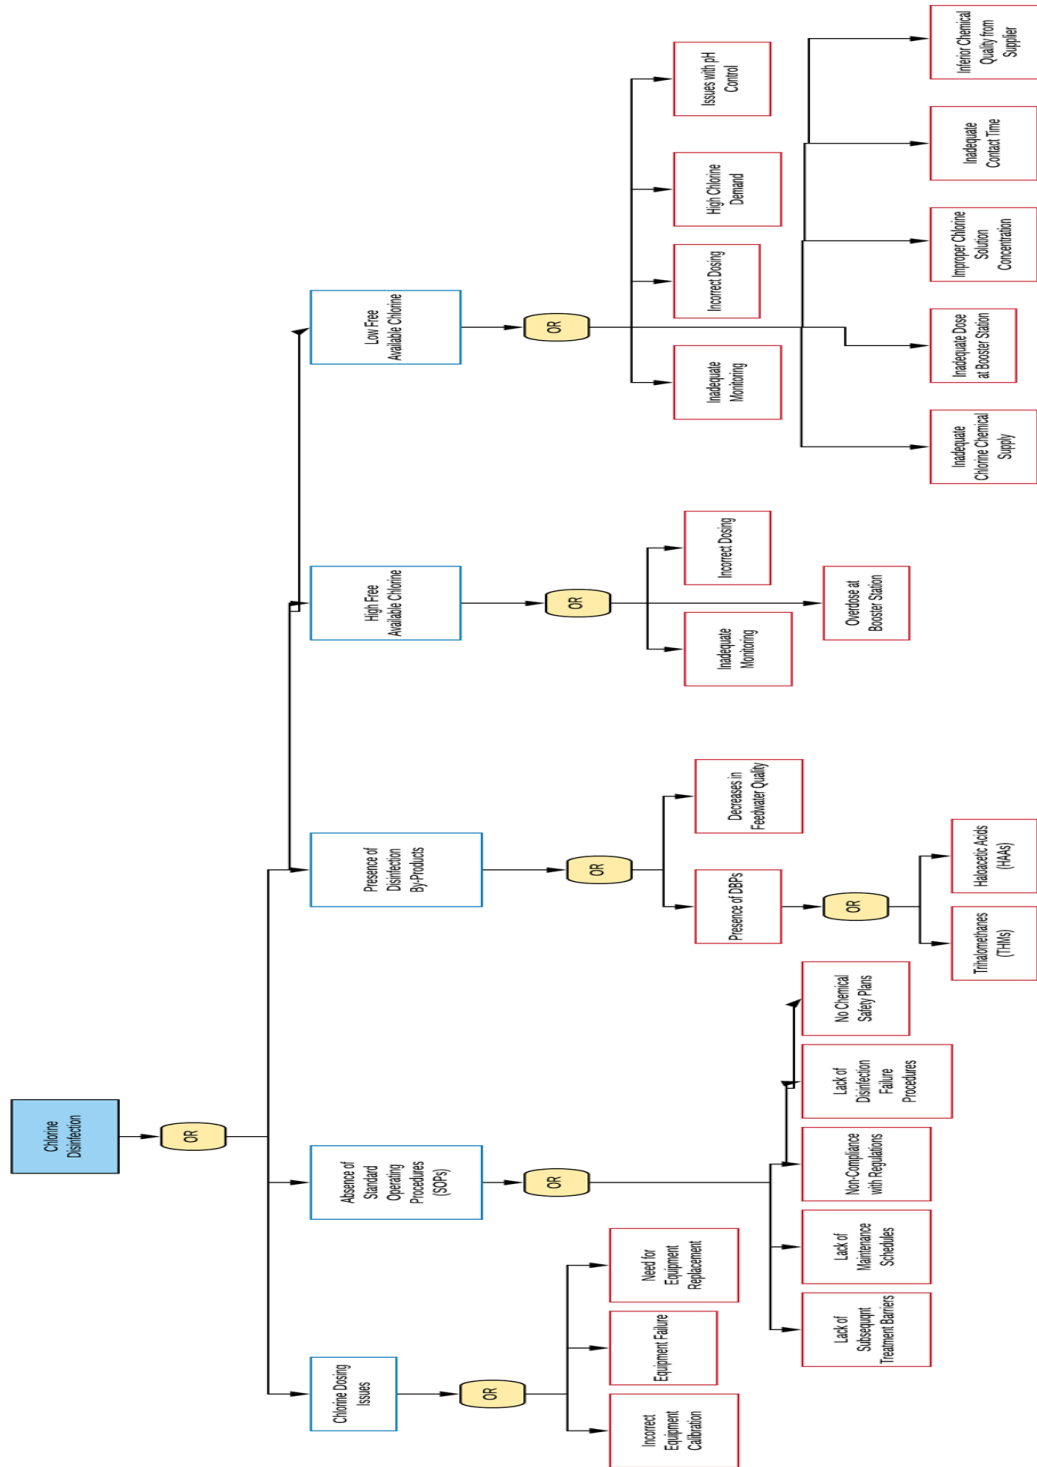 Chlorine
Disinfection
OR
Chlorine Dosing
Issues
Absence of
Standard
Operating
Procedures
(SOPs)
Presence of
Disinfection
By-Products
High Free
Available Chlorine
Low Free
Available Chlorine
OR
OR
OR
OR
OR
Incorrect
Equipment
Calibration
Equipment Failure
Need for
Equipment
Replacement
Lack of
Subsequqnt
Treatment Barriers
Lack of
Maintenance
Schedules
Non-Compliance
with Regulations
Lack of
Disinfection
Failure
Procedures
No Chemical
Safety Plans
Presence of DBPs
Decreases in
Feedwater Quality
OR
Trihalomethanes
(THMs)
Haloacetic Acids
(HAAs)
Inadequate
Monitoring
Incorrect Dosing
Overdose at
Booster Station
Inadequate
Monitoring
Incorrect Dosing
High Chlorine
Demand
Issues with pH
Control
Inadequate
Chlorine Chemical
Supply
Inadequate Dose
at Booster Station
Improper Chlorine
Solution
Concentration
Inadequate
Contact Time
Inferior Chemical
Quality from
Supplier